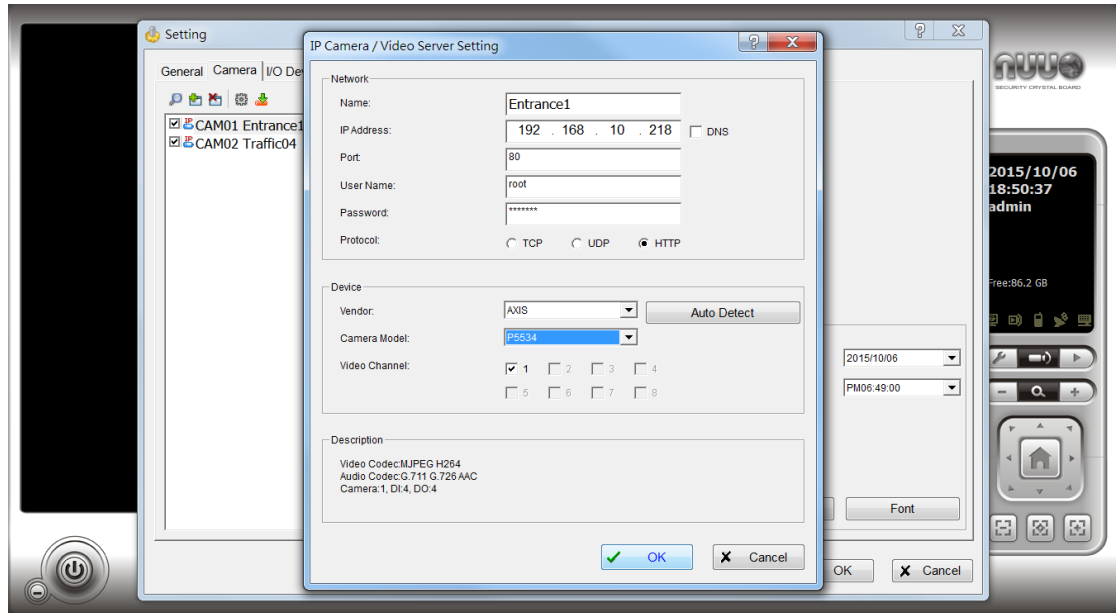 Setting
General Camera I/O De
CAM01 Entrance1
CAM02 Traffic04
IP Camera / Video Server Setting
Network
Name: Entrance1
IP Address: 192 . 168 . 10 . 218 DNS
Port: 80
User Name: root
Password: *******
Protocol: TCP UDP HTTP
Device
Vendor: AXIS Auto Detect
Camera Model: P5534
Video Channel: 1 2 3 4
5 6 7 8
Description
Video Codec:MJPEG H264
Audio Codec:G.711 G.726 AAC
Camera:1, DI:4, DO:4
OK Cancel
2015/10/06
PM06:49:00
Font
OK Cancel
NUUO
SECURITY CRYSTAL BOARD
2015/10/06
18:50:37
admin
Free:86.2 GB